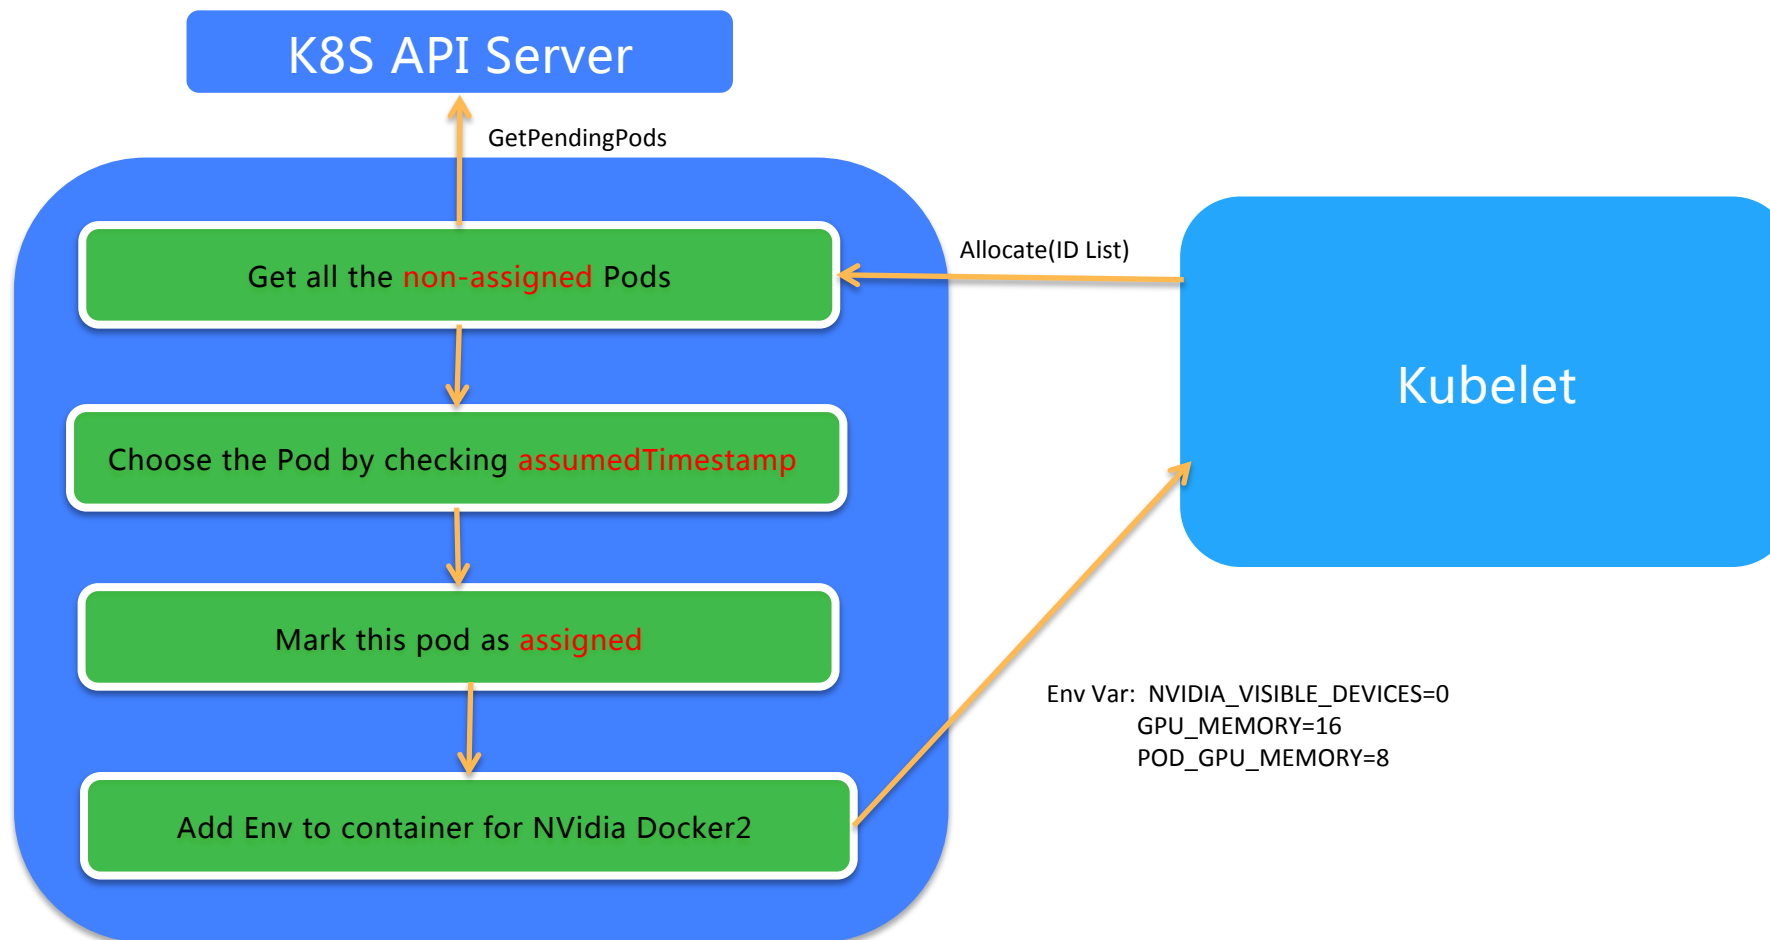 K8S API Server
GetPendingPods
Get all the non-assigned Pods
Allocate(ID List)
Kubelet
Choose the Pod by checking assumedTimestamp
Mark this pod as assigned
Env Var:  NVIDIA_VISIBLE_DEVICES=0
GPU_MEMORY=16
POD_GPU_MEMORY=8
Add Env to container for NVidia Docker2